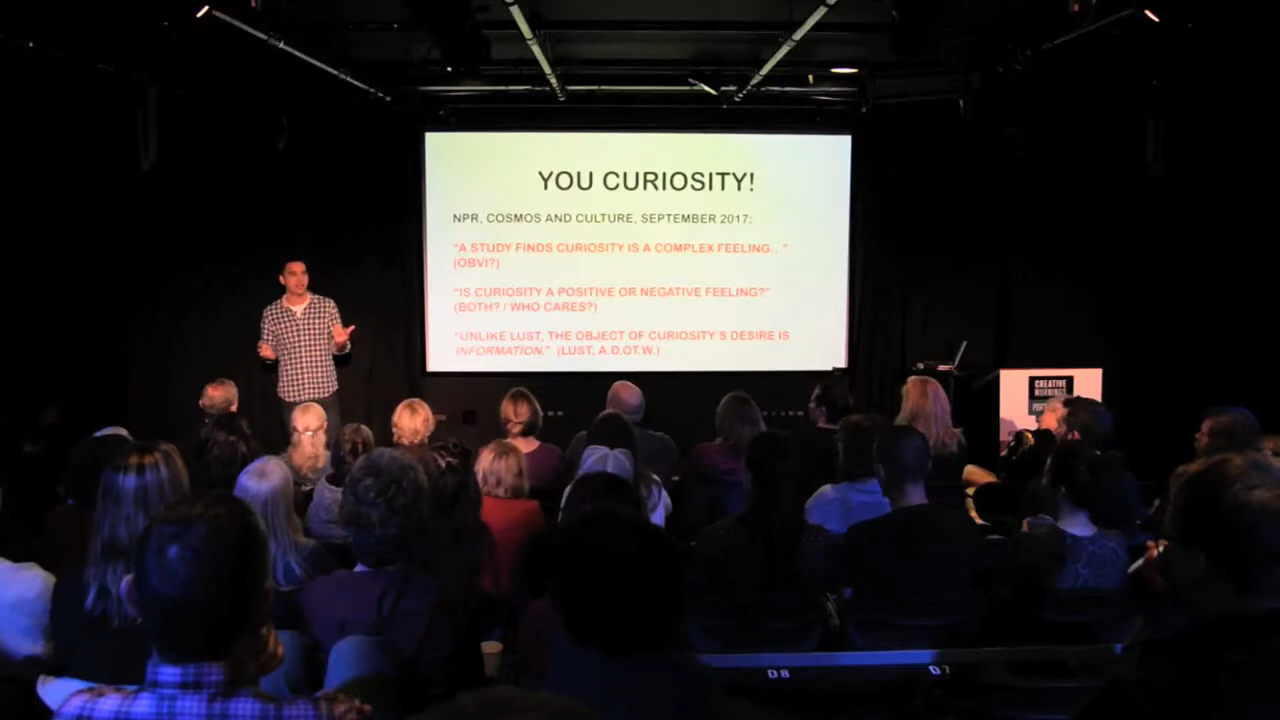 YOU CURIOSITY!
NPR, COSMOS AND CULTURE, SEPTEMBER 2017:
“A STUDY FINDS CURIOSITY IS A COMPLEX FEELING…”
(OBVI?)
“IS CURIOSITY A POSITIVE OR NEGATIVE FEELING?”
(BOTH? / WHO CARES?)
“UNLIKE LUST, THE OBJECT OF CURIOSITY’S DESIRE IS
INFORMATION.” (LUST, A.D.OT.W.)
CREATIVE
MORNINGS
D8
D7